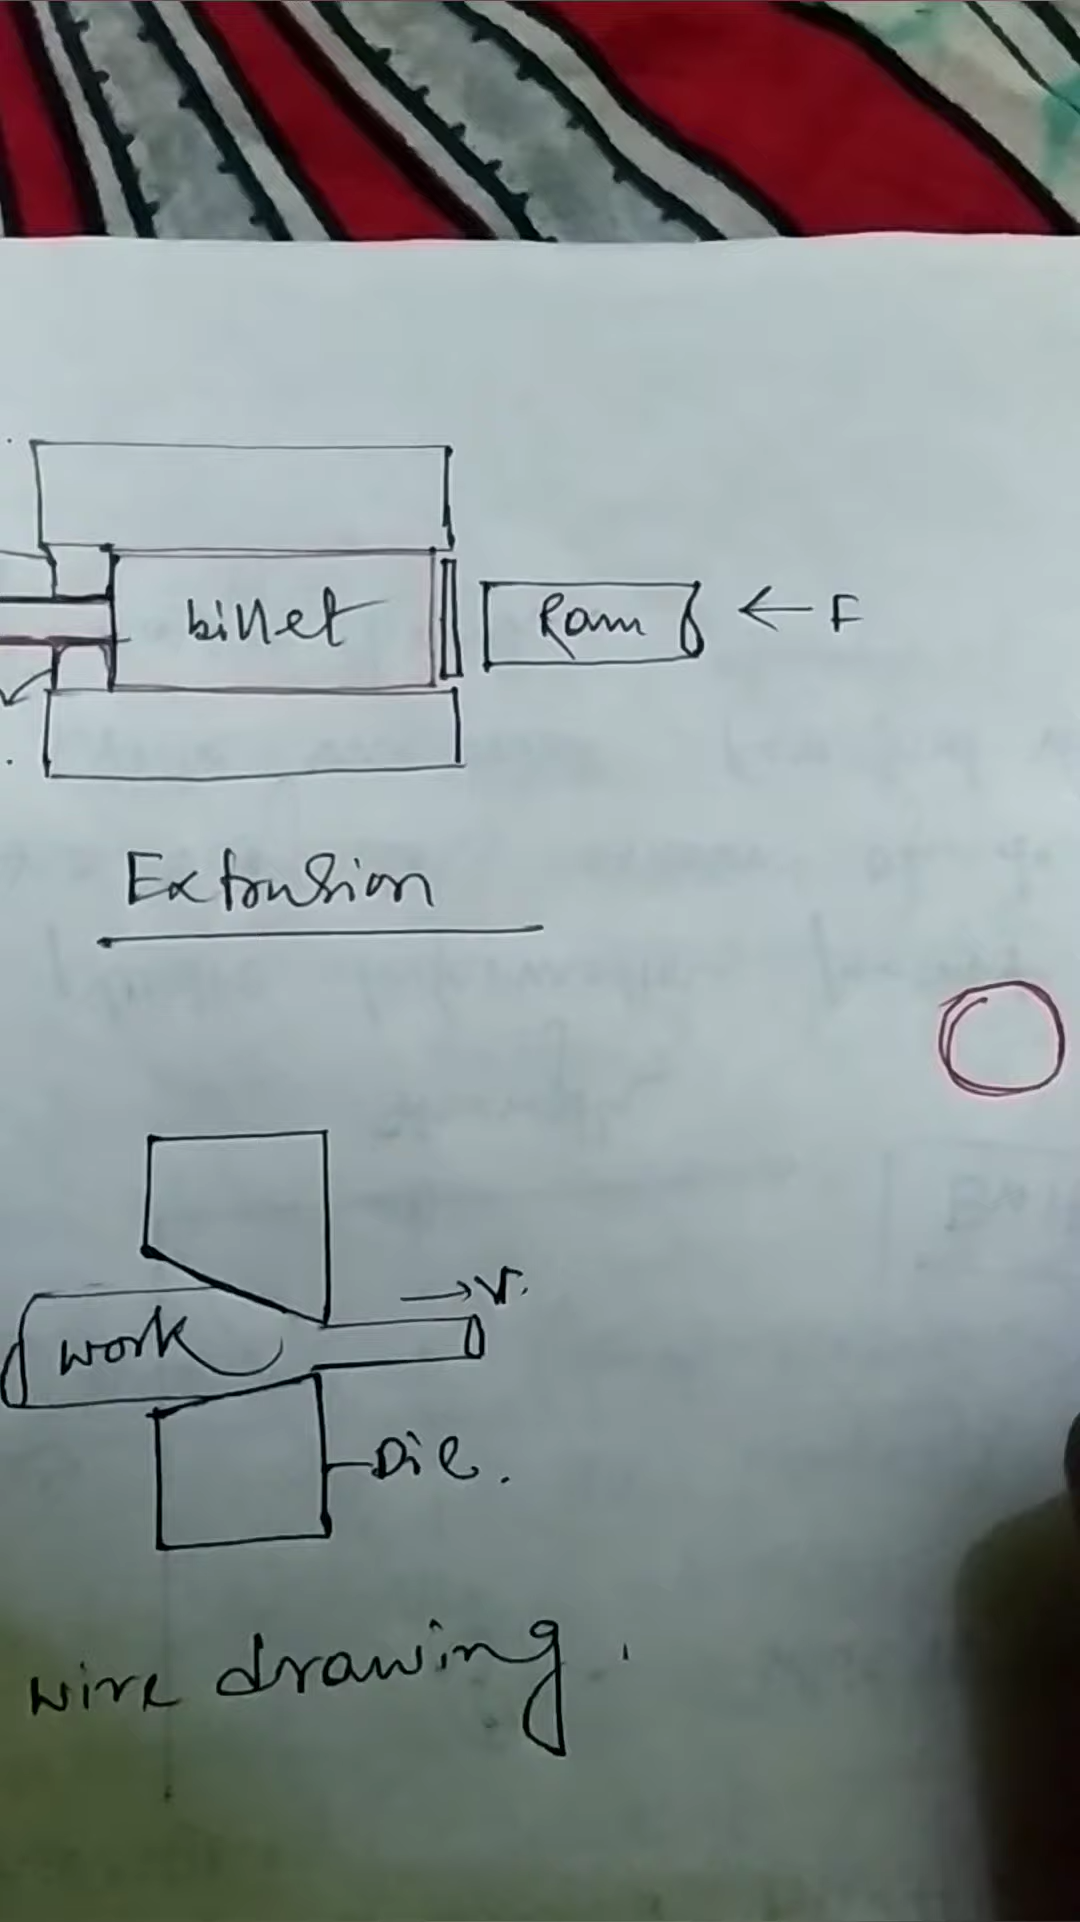 billet
Ram
← F
Extrusion
→ V.
work
Die.
wire drawing.